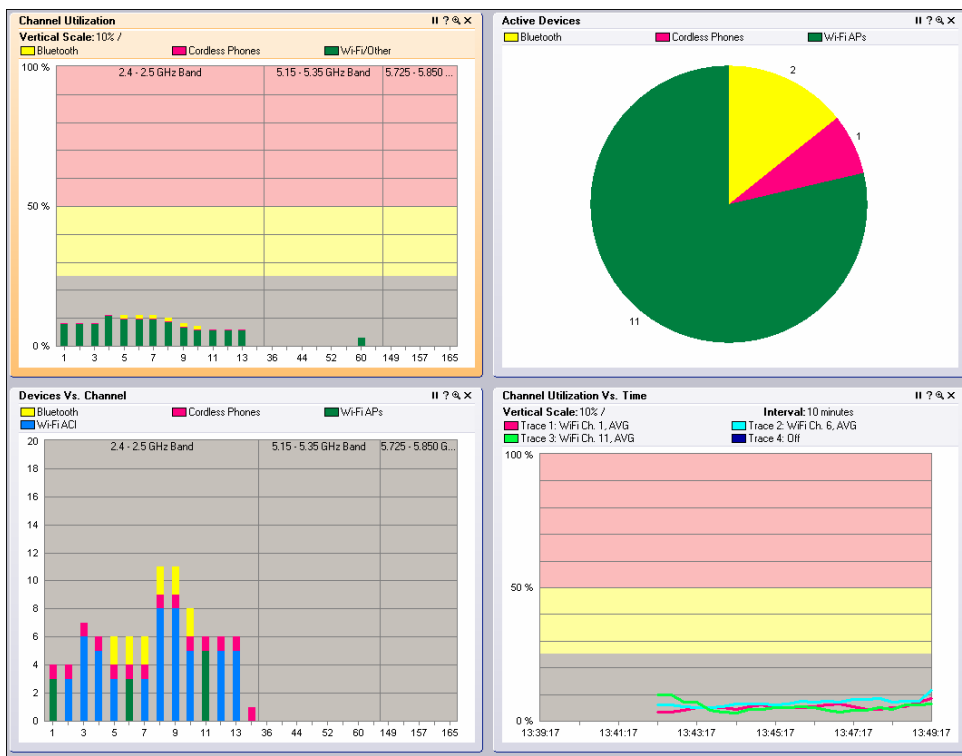 Channel Utilization
Vertical Scale: 10% /
Bluetooth Cordless Phones Wi-Fi/Other
100 %
2.4 - 2.5 GHz Band 5.15 - 5.35 GHz Band 5.725 - 5.850 ...
50 %
0 %
1 3 5 7 9 11 13 36 44 52 60 149 157 165
Active Devices
Bluetooth Cordless Phones Wi-Fi APs
2
1
11
Devices Vs. Channel
Bluetooth Cordless Phones Wi-Fi APs
Wi-Fi ACI
20
2.4 - 2.5 GHz Band 5.15 - 5.35 GHz Band 5.725 - 5.850 G...
18
16
14
12
10
8
6
4
2
0
1 3 5 7 9 11 13 36 44 52 60 149 157 165
Channel Utilization Vs. Time
Vertical Scale: 10% / Interval: 10 minutes
Trace 1: WiFi Ch. 1, AVG Trace 2: WiFi Ch. 6, AVG
Trace 3: WiFi Ch. 11, AVG Trace 4: Off
100 %
50 %
0 %
13:39:17 13:41:17 13:43:17 13:45:17 13:47:17 13:49:17